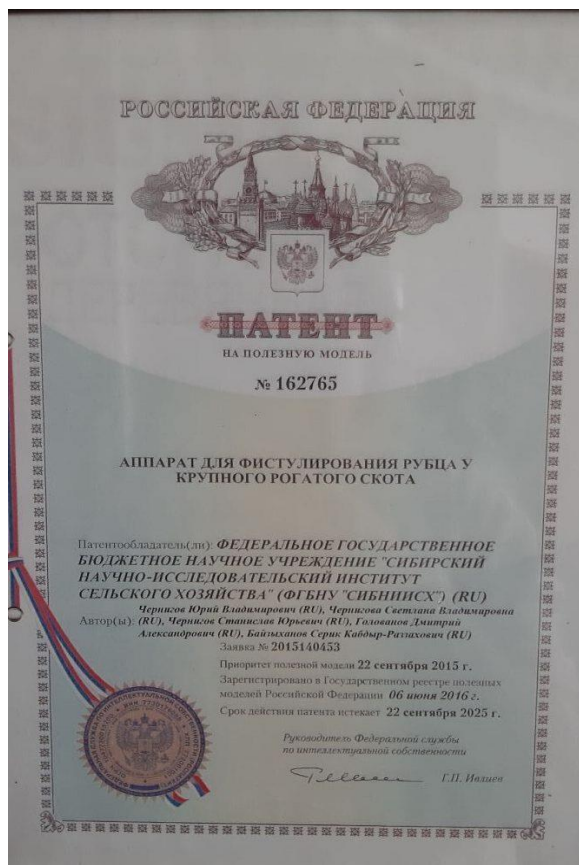 РОССИЙСКАЯ ФЕДЕРАЦИЯ
ПАТЕНТ
НА ПОЛЕЗНУЮ МОДЕЛЬ
№ 162765
АППАРАТ ДЛЯ ФИСТУЛИРОВАНИЯ РУБЦА У
КРУПНОГО РОГАТОГО СКОТА
Патентообладатель(ли): ФЕДЕРАЛЬНОЕ ГОСУДАРСТВЕННОЕ
БЮДЖЕТНОЕ НАУЧНОЕ УЧРЕЖДЕНИЕ "СИБИРСКИЙ
НАУЧНО-ИССЛЕДОВАТЕЛЬСКИЙ ИНСТИТУТ
СЕЛЬСКОГО ХОЗЯЙСТВА" (ФГБНУ "СИБНИИСХ") (RU)
Чернигов Юрий Владимирович (RU), Чернигова Светлана Владимировна
Автор(ы): (RU), Чернигов Станислав Юрьевич (RU), Голованов Дмитрий
Александрович (RU), Байзыханов Серик Кабдыр-Раззахович (RU)
Заявка № 2015140453
Приоритет полезной модели 22 сентября 2015 г.
Зарегистрировано в Государственном реестре полезных
моделей Российской Федерации 06 июня 2016 г.
Срок действия патента истекает 22 сентября 2025 г.
Руководитель Федеральной службы
по интеллектуальной собственности
Г.П. Ивлиев